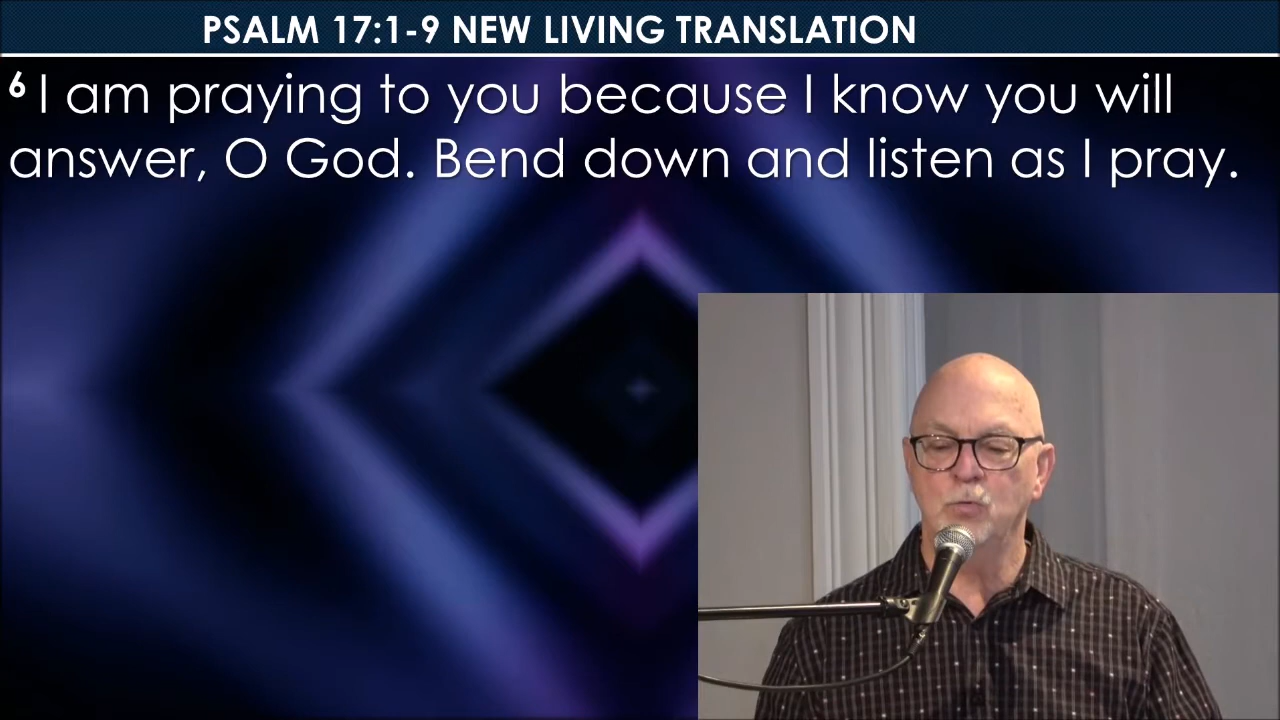 PSALM 17:1-9 NEW LIVING TRANSLATION
6 I am praying to you because I know you will
answer, O God. Bend down and listen as I pray.